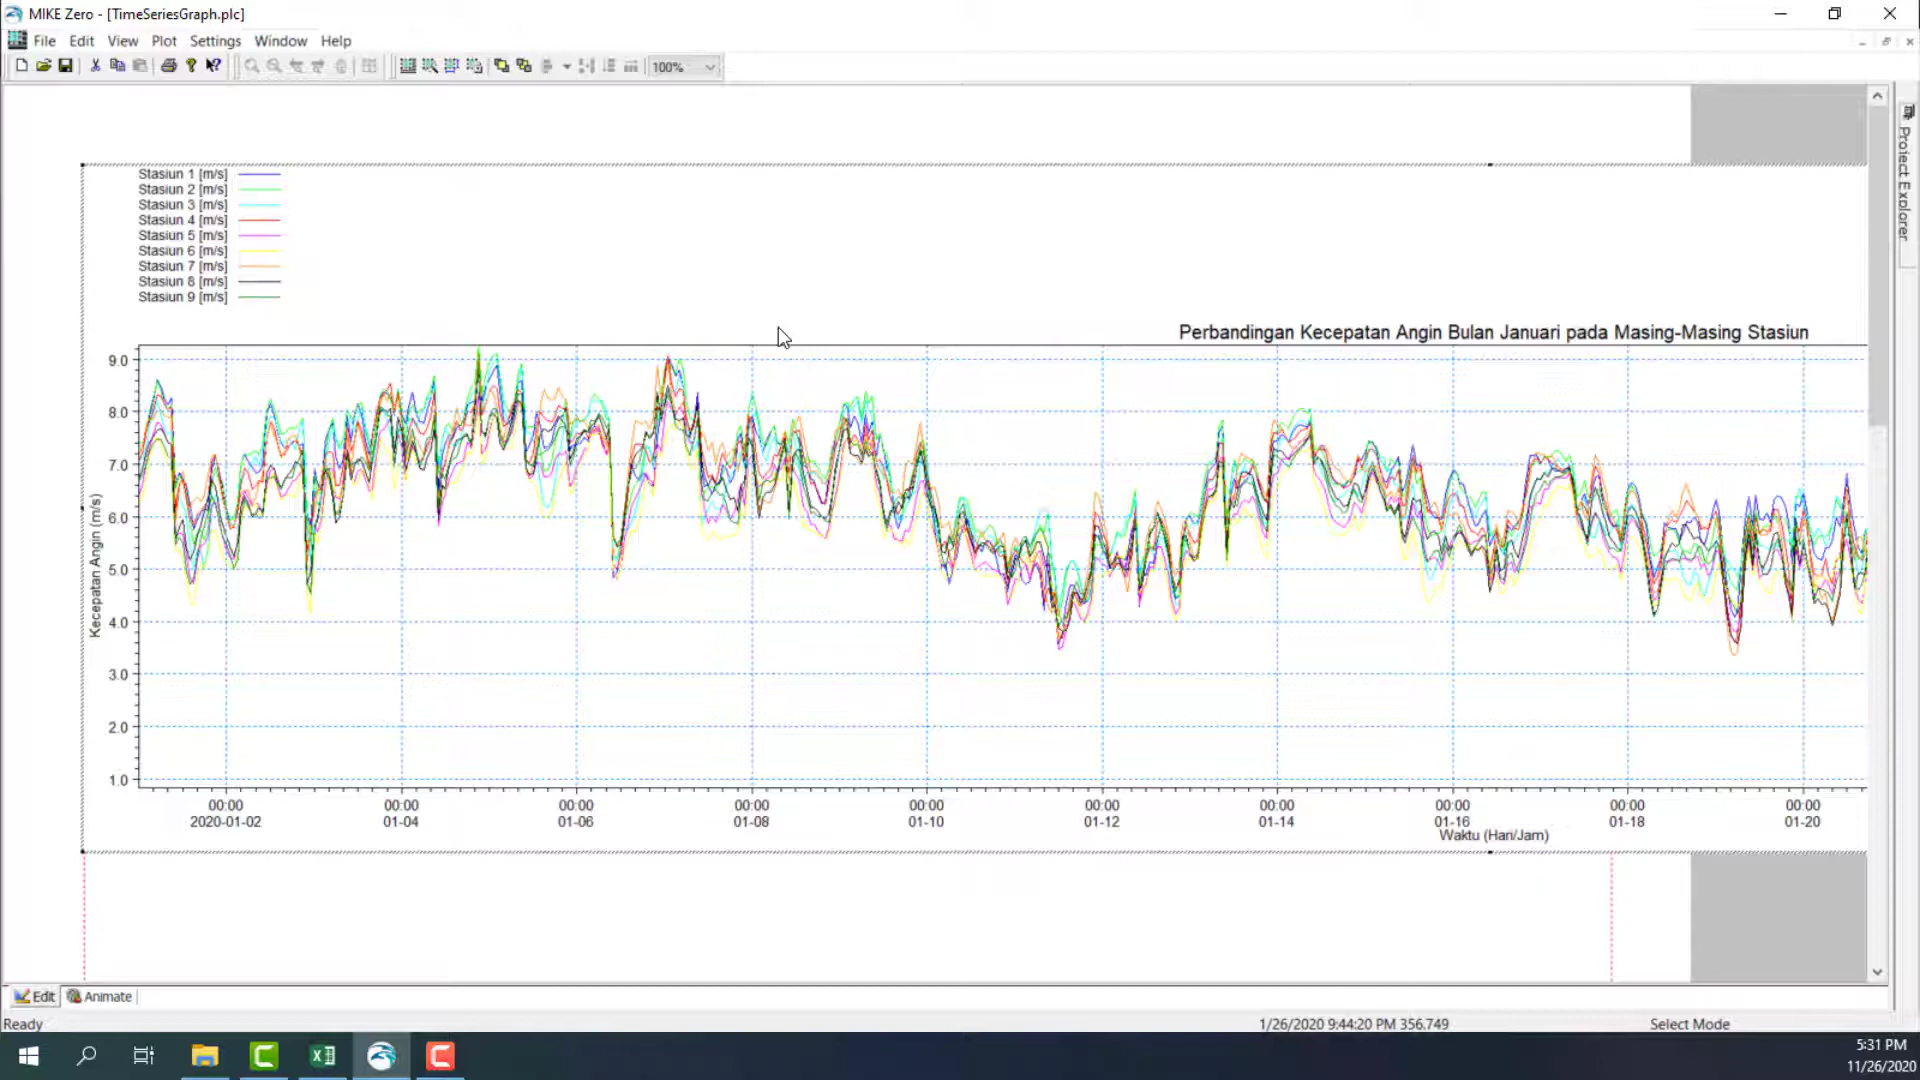 MIKE Zero - [TimeSeriesGraph.plc]
File Edit View Plot Settings Window Help
100%
Project Explorer
Stasiun 1 [m/s]
Stasiun 2 [m/s]
Stasiun 3 [m/s]
Stasiun 4 [m/s]
Stasiun 5 [m/s]
Stasiun 6 [m/s]
Stasiun 7 [m/s]
Stasiun 8 [m/s]
Stasiun 9 [m/s]
Perbandingan Kecepatan Angin Bulan Januari pada Masing-Masing Stasiun
Kecepatan Angin (m/s)
9.0
8.0
7.0
6.0
5.0
4.0
3.0
2.0
1.0
00:00 00:00 00:00 00:00 00:00 00:00 00:00 00:00 00:00 00:00
2020-01-02 01-04 01-06 01-08 01-10 01-12 01-14 01-16 01-18 01-20
Waktu (Hari/Jam)
Edit Animate
Ready 1/26/2020 9:44:20 PM 356.749 Select Mode
5:31 PM
11/26/2020